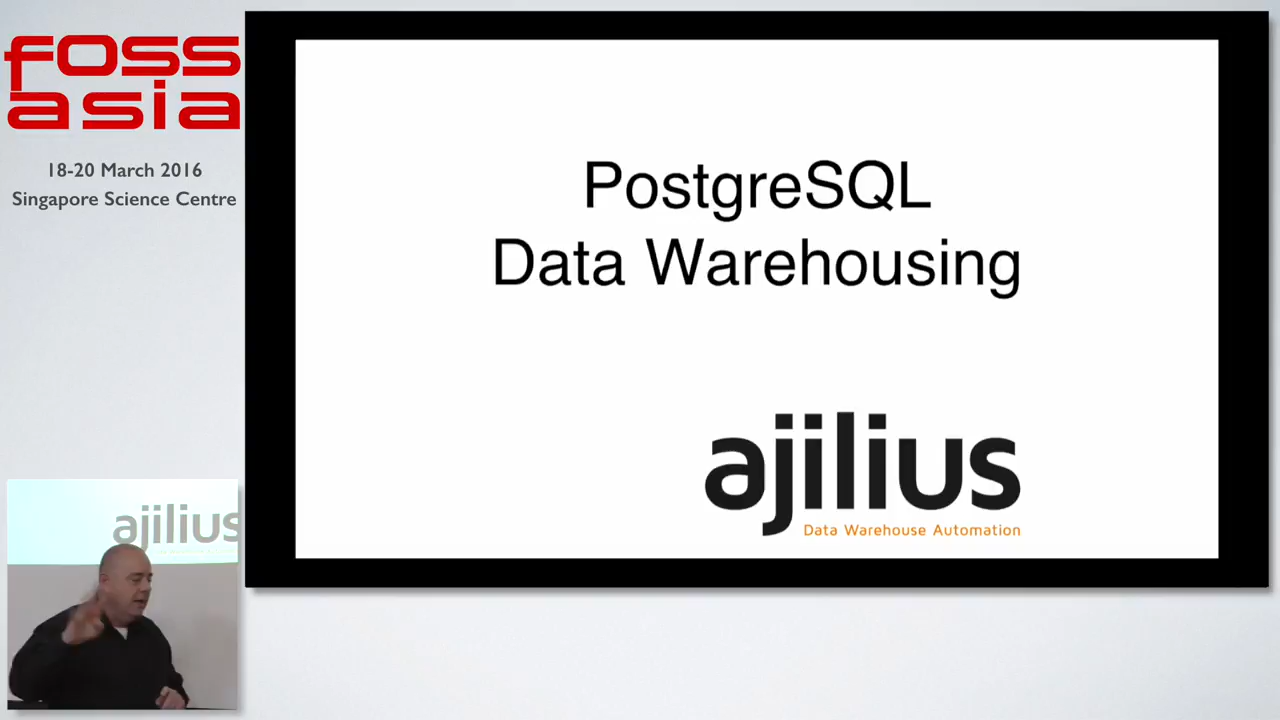 foss
asia
18-20 March 2016
Singapore Science Centre
PostgreSQL
Data Warehousing
ajilius
Data Warehouse Automation
ajilius